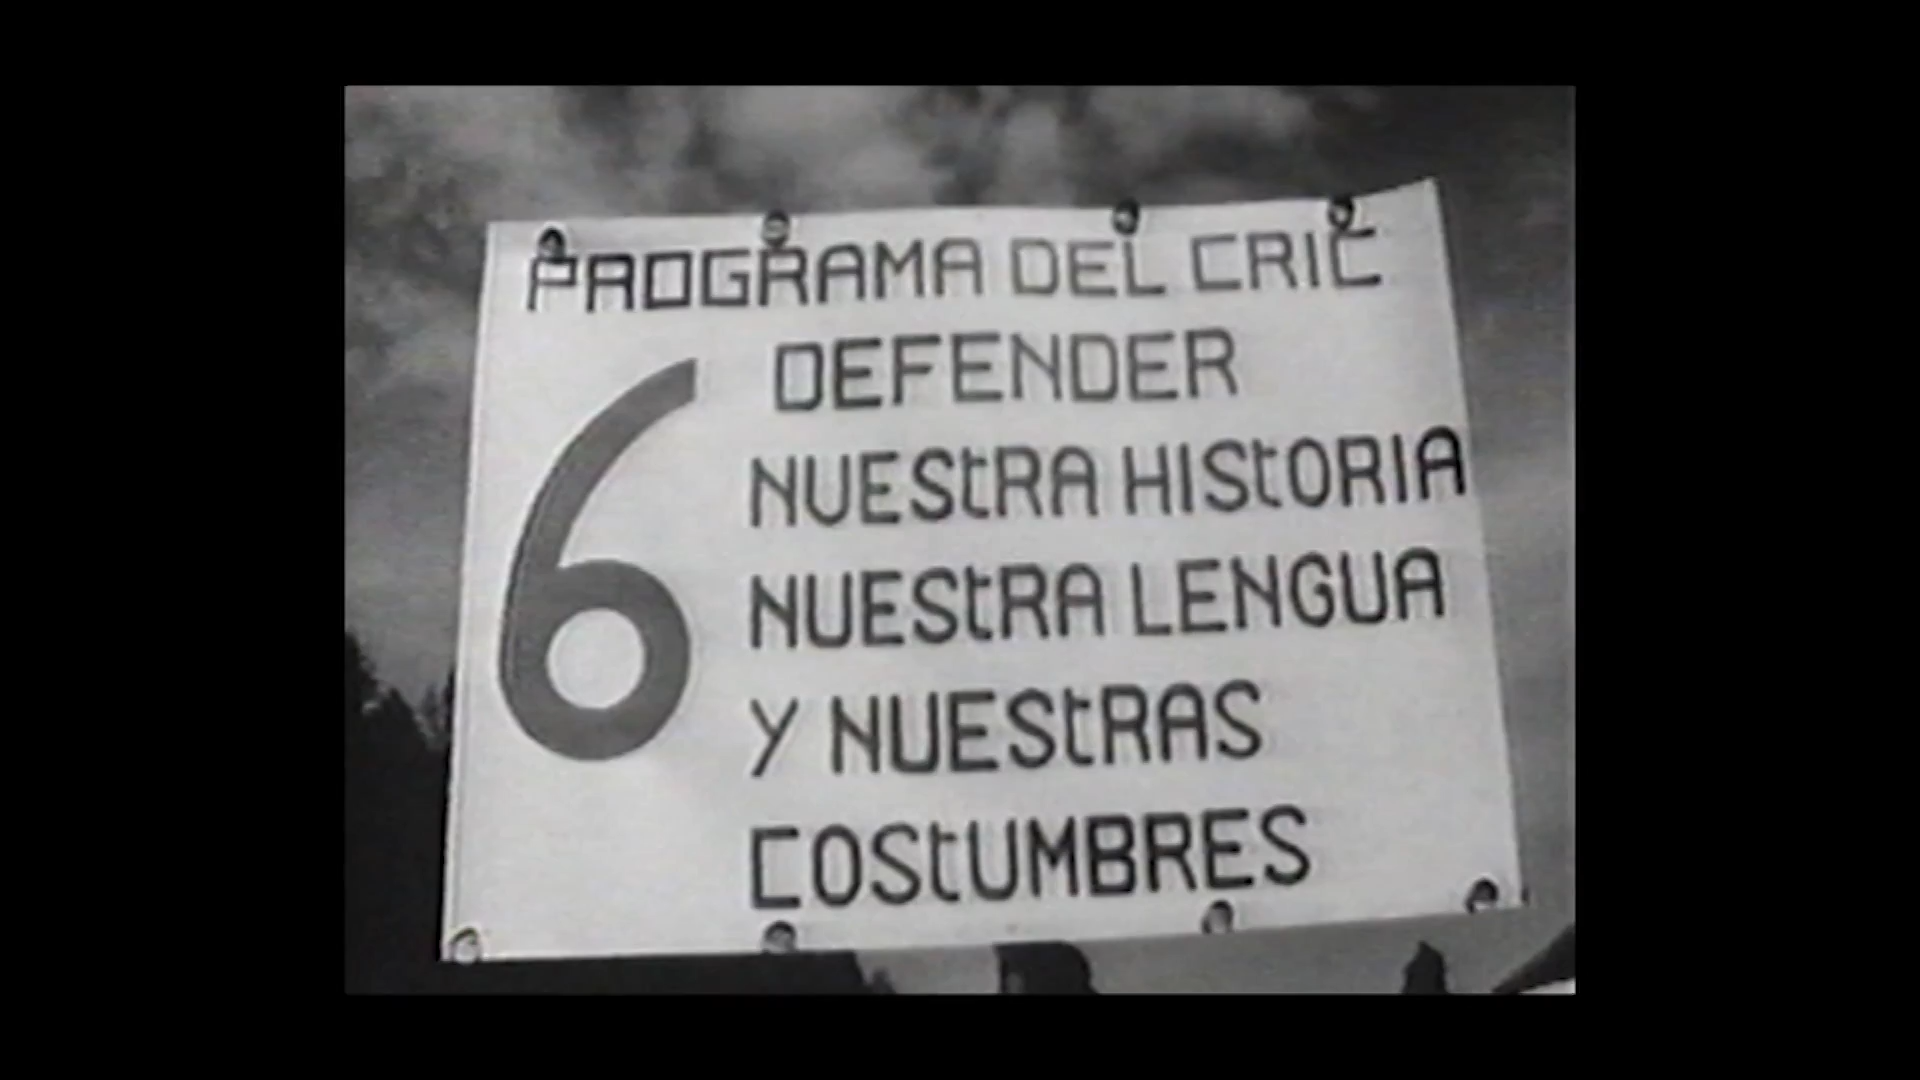 PROGRAMA DEL CRIC
6
DEFENDER
NUEStRA HIStORIA
NUEStRA LENGUA
Y NUEStRAS
COStUMBRES